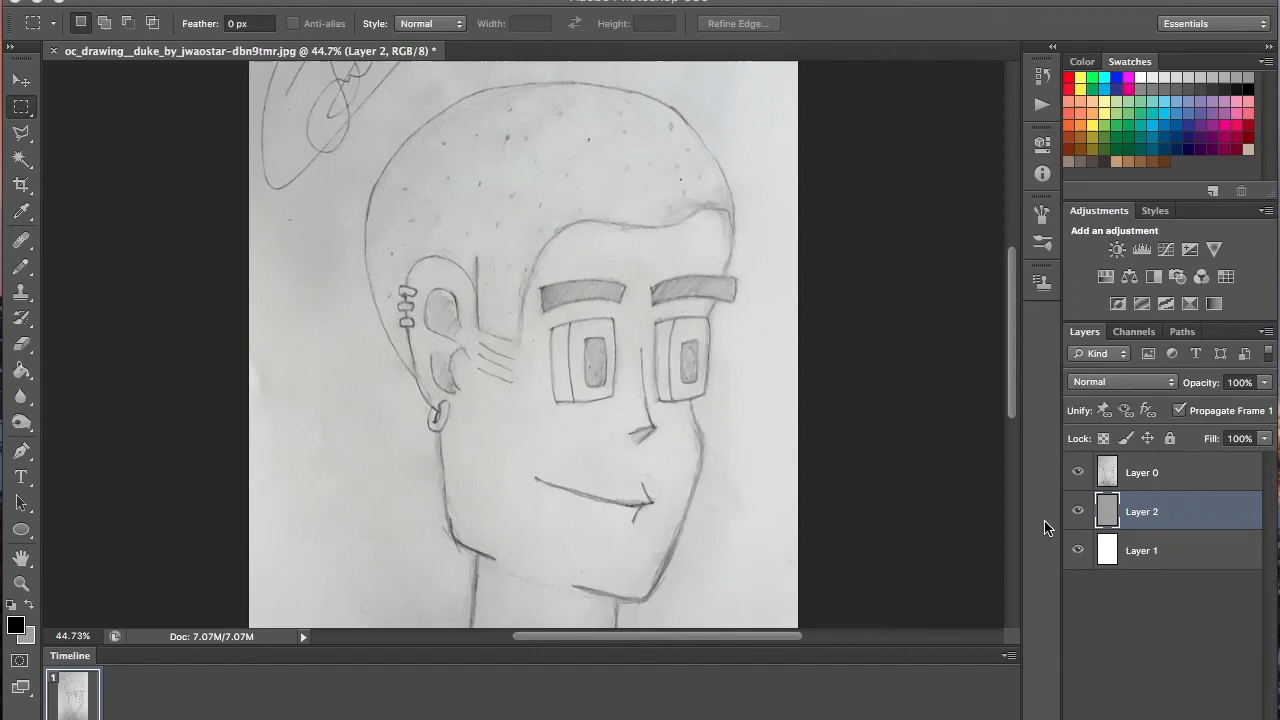 Feather: 0 px Anti-alias Style: Normal Width: Height: Refine Edge... Essentials
× oc_drawing__duke_by_jwaostar-dbn9tmr.jpg @ 44.7% (Layer 2, RGB/8) *
Color Swatches
Adjustments Styles
Add an adjustment
Layers Channels Paths
Kind
Normal Opacity: 100%
Unify: Propagate Frame 1
Lock: Fill: 100%
Layer 0
Layer 2
Layer 1
44.73% Doc: 7.07M/7.07M
Timeline
1